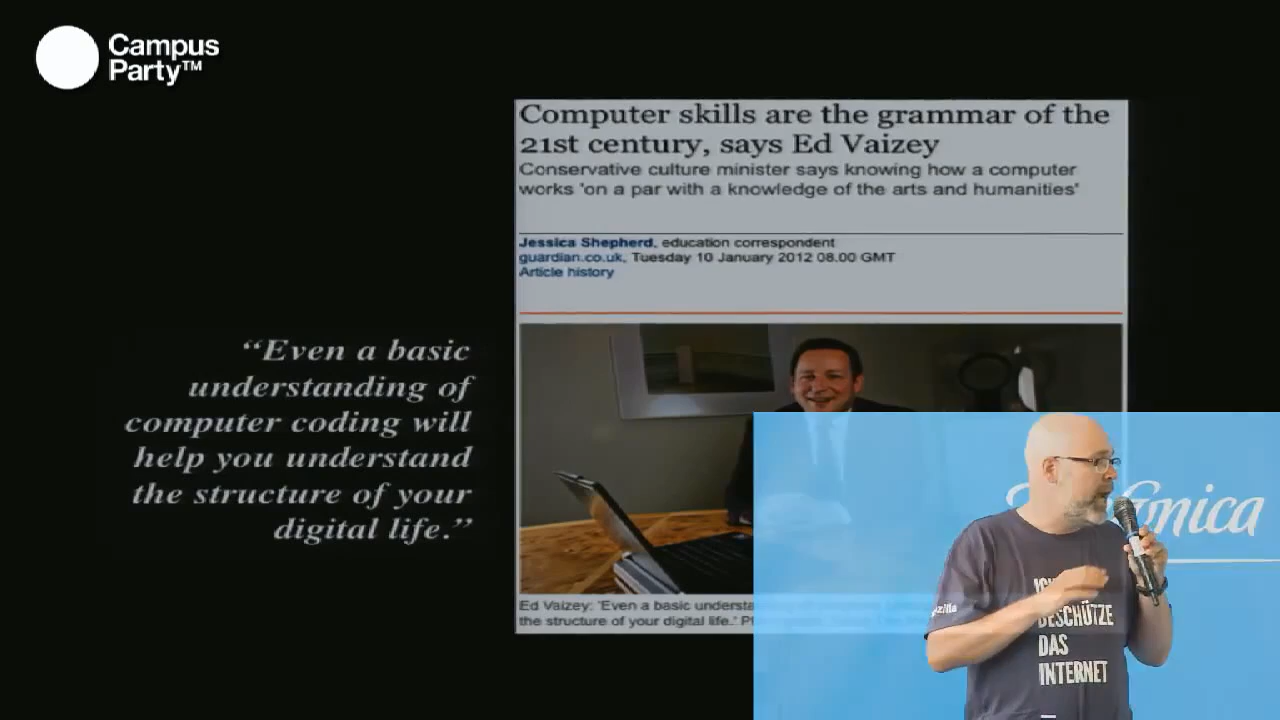 Campus
Party™
Computer skills are the grammar of the
21st century, says Ed Vaizey
Conservative culture minister says knowing how a computer
works 'on a par with a knowledge of the arts and humanities'
Jessica Shepherd, education correspondent
guardian.co.uk, Tuesday 10 January 2012 08.00 GMT
Article history
“Even a basic
understanding of
computer coding will
help you understand
the structure of your
digital life.”
Ed Vaizey: 'Even a basic understa
the structure of your digital life.'
BESCHÜTZE
DAS
INTERNET